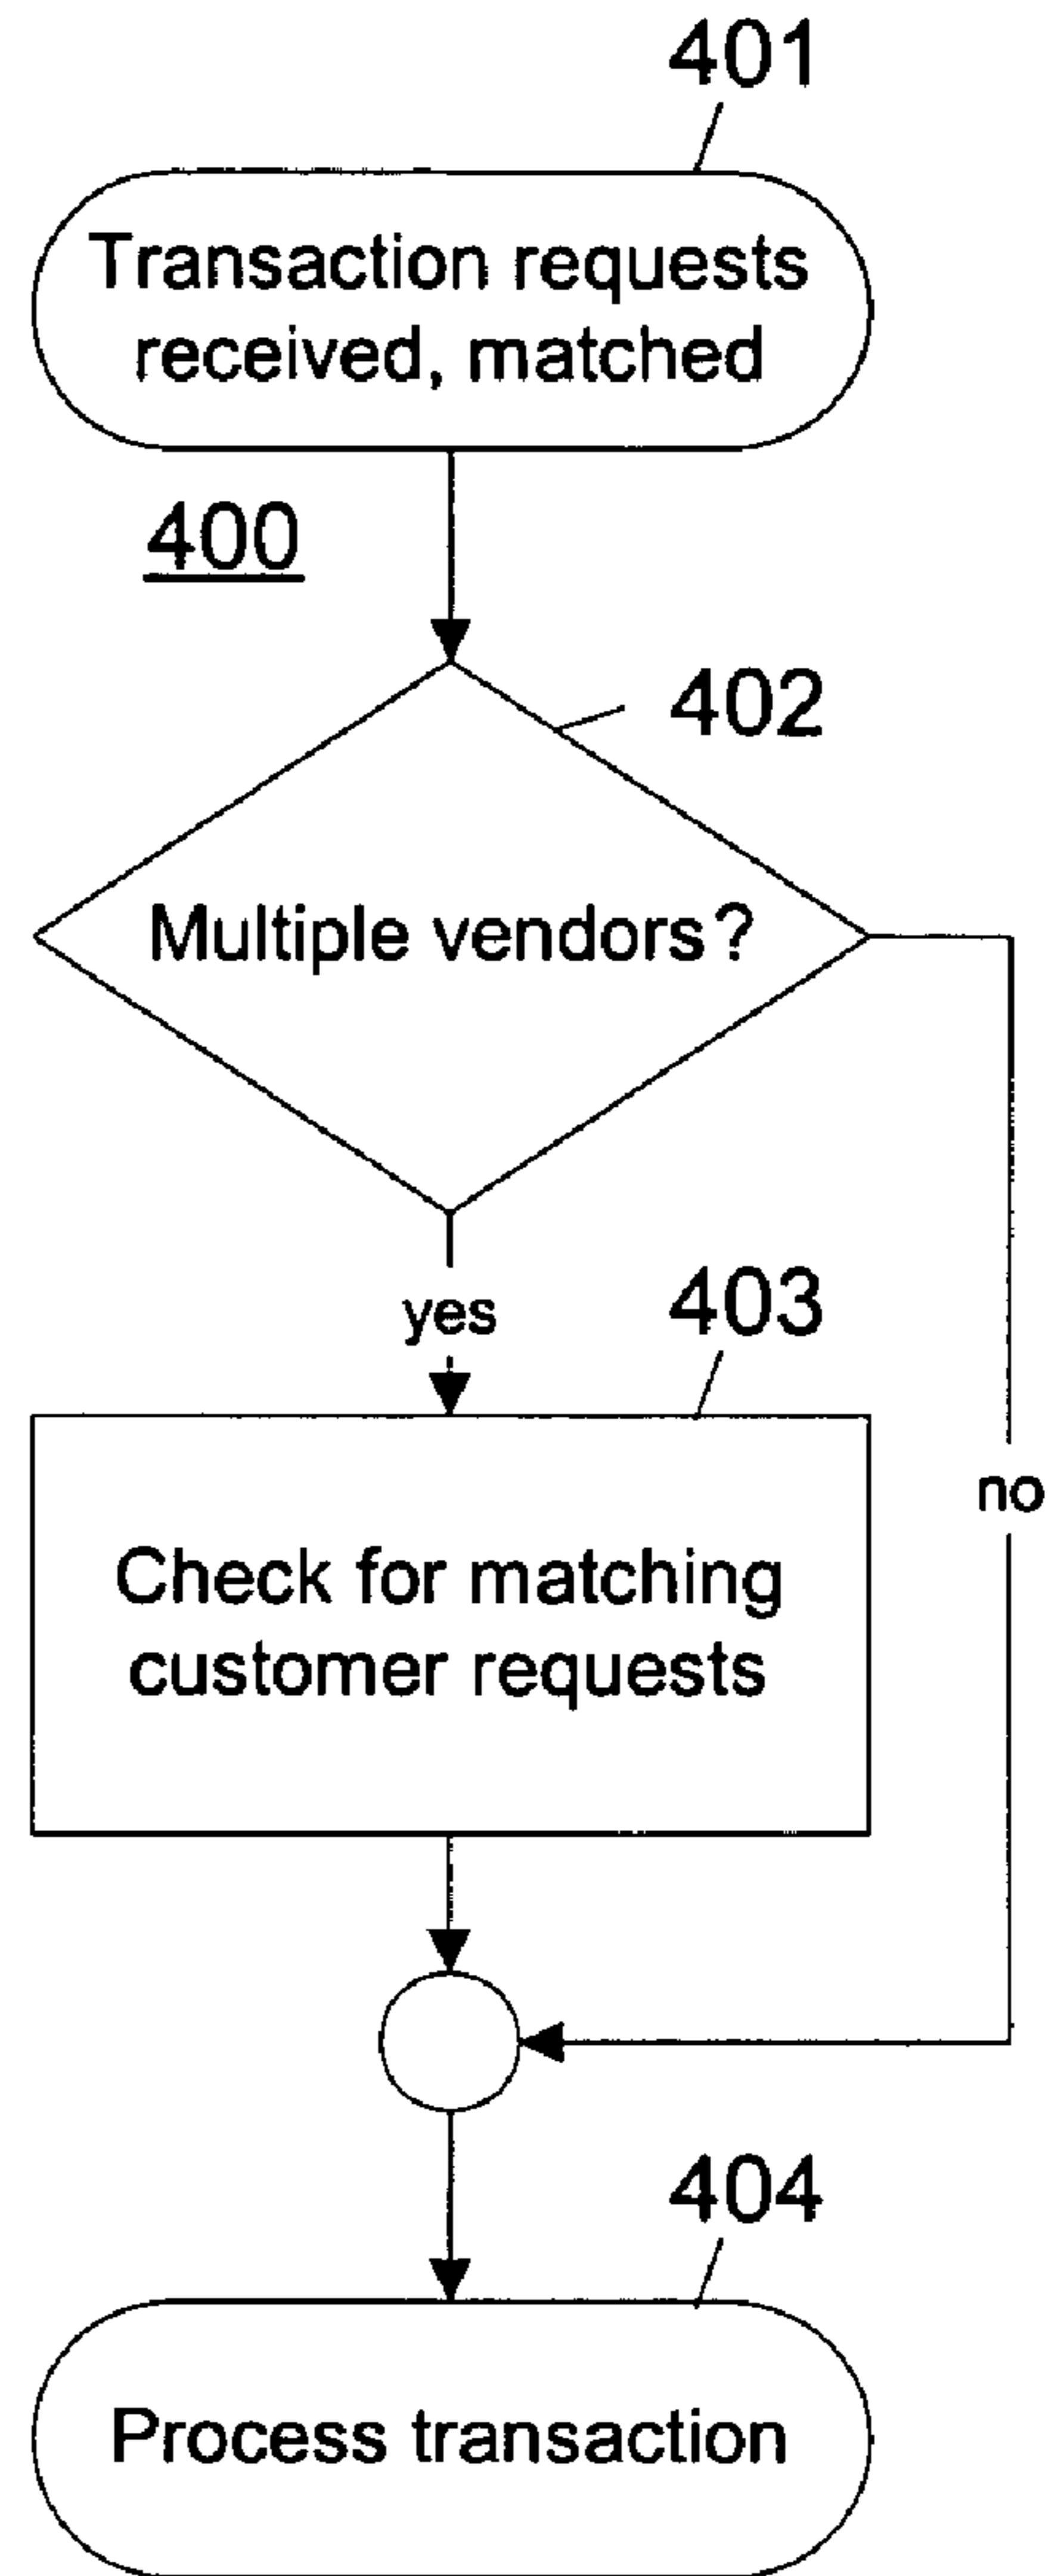 401
Transaction requests
received, matched
400
402
Multiple vendors?
yes
403
no
Check for matching
customer requests
404
Process transaction